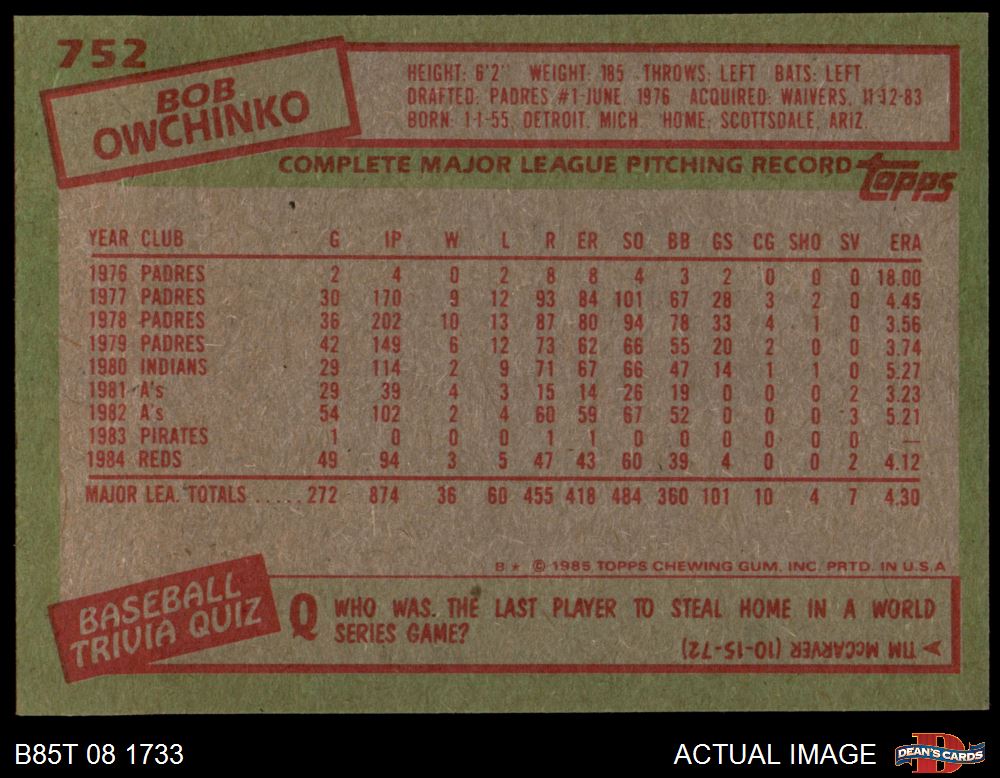 752
BOB
OWCHINKO
HEIGHT: 6'2" WEIGHT: 185 THROWS: LEFT BATS: LEFT
DRAFTED: PADRES #1-JUNE, 1976 ACQUIRED: WAIVERS, 11-12-83
BORN: 1-1-55, DETROIT, MICH. HOME: SCOTTSDALE, ARIZ.
COMPLETE MAJOR LEAGUE PITCHING RECORD topps
YEAR CLUB G IP W L R ER SO BB GS CG SHO SV ERA
1976 PADRES 2 4 0 2 8 8 4 3 2 0 0 0 18.00
1977 PADRES 30 170 9 12 93 84 101 67 28 3 2 0 4.45
1978 PADRES 36 202 10 13 87 80 94 78 33 4 1 0 3.56
1979 PADRES 42 149 6 12 73 62 66 55 20 2 0 0 3.74
1980 INDIANS 29 114 2 9 71 67 66 47 14 1 1 0 5.27
1981 A's 29 39 4 3 15 14 26 19 0 0 0 2 3.23
1982 A's 54 102 2 4 60 59 67 52 0 0 0 3 5.21
1983 PIRATES 1 0 0 0 1 1 0 0 0 0 0 0 —
1984 REDS 49 94 3 5 47 43 60 39 4 0 0 2 4.12
MAJOR LEA. TOTALS ..... 272 874 36 60 455 418 484 360 101 10 4 7 4.30
B * © 1985 TOPPS CHEWING GUM, INC. PRTD. IN U.S.A
BASEBALL
TRIVIA QUIZ
Q WHO WAS THE LAST PLAYER TO STEAL HOME IN A WORLD
SERIES GAME?
TIM McCARVER (10-15-72)
B85T 08 1733
ACTUAL IMAGE DEAN'S CARDS